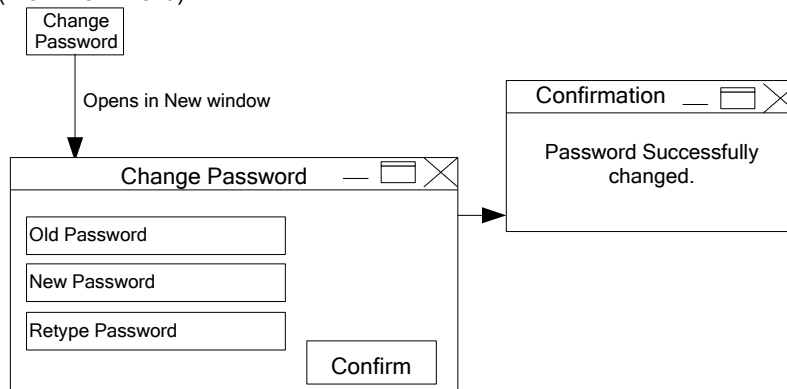 Change
Password
Opens in New window
Confirmation
Password Successfully
changed.
Change Password
Old Password
New Password
Retype Password
Confirm